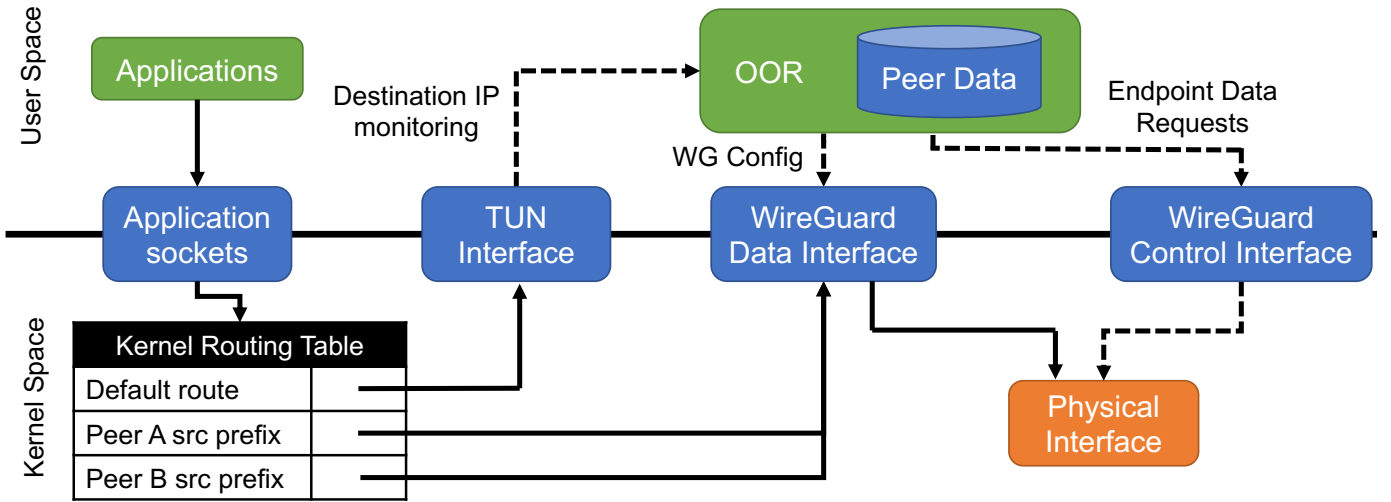 User Space
Applications
Destination IP
monitoring
OOR
Peer Data
Endpoint Data
Requests
WG Config
Application
sockets
TUN
Interface
WireGuard
Data Interface
WireGuard
Control Interface
Kernel Space
Kernel Routing Table
Default route
Peer A src prefix
Peer B src prefix
Physical
Interface